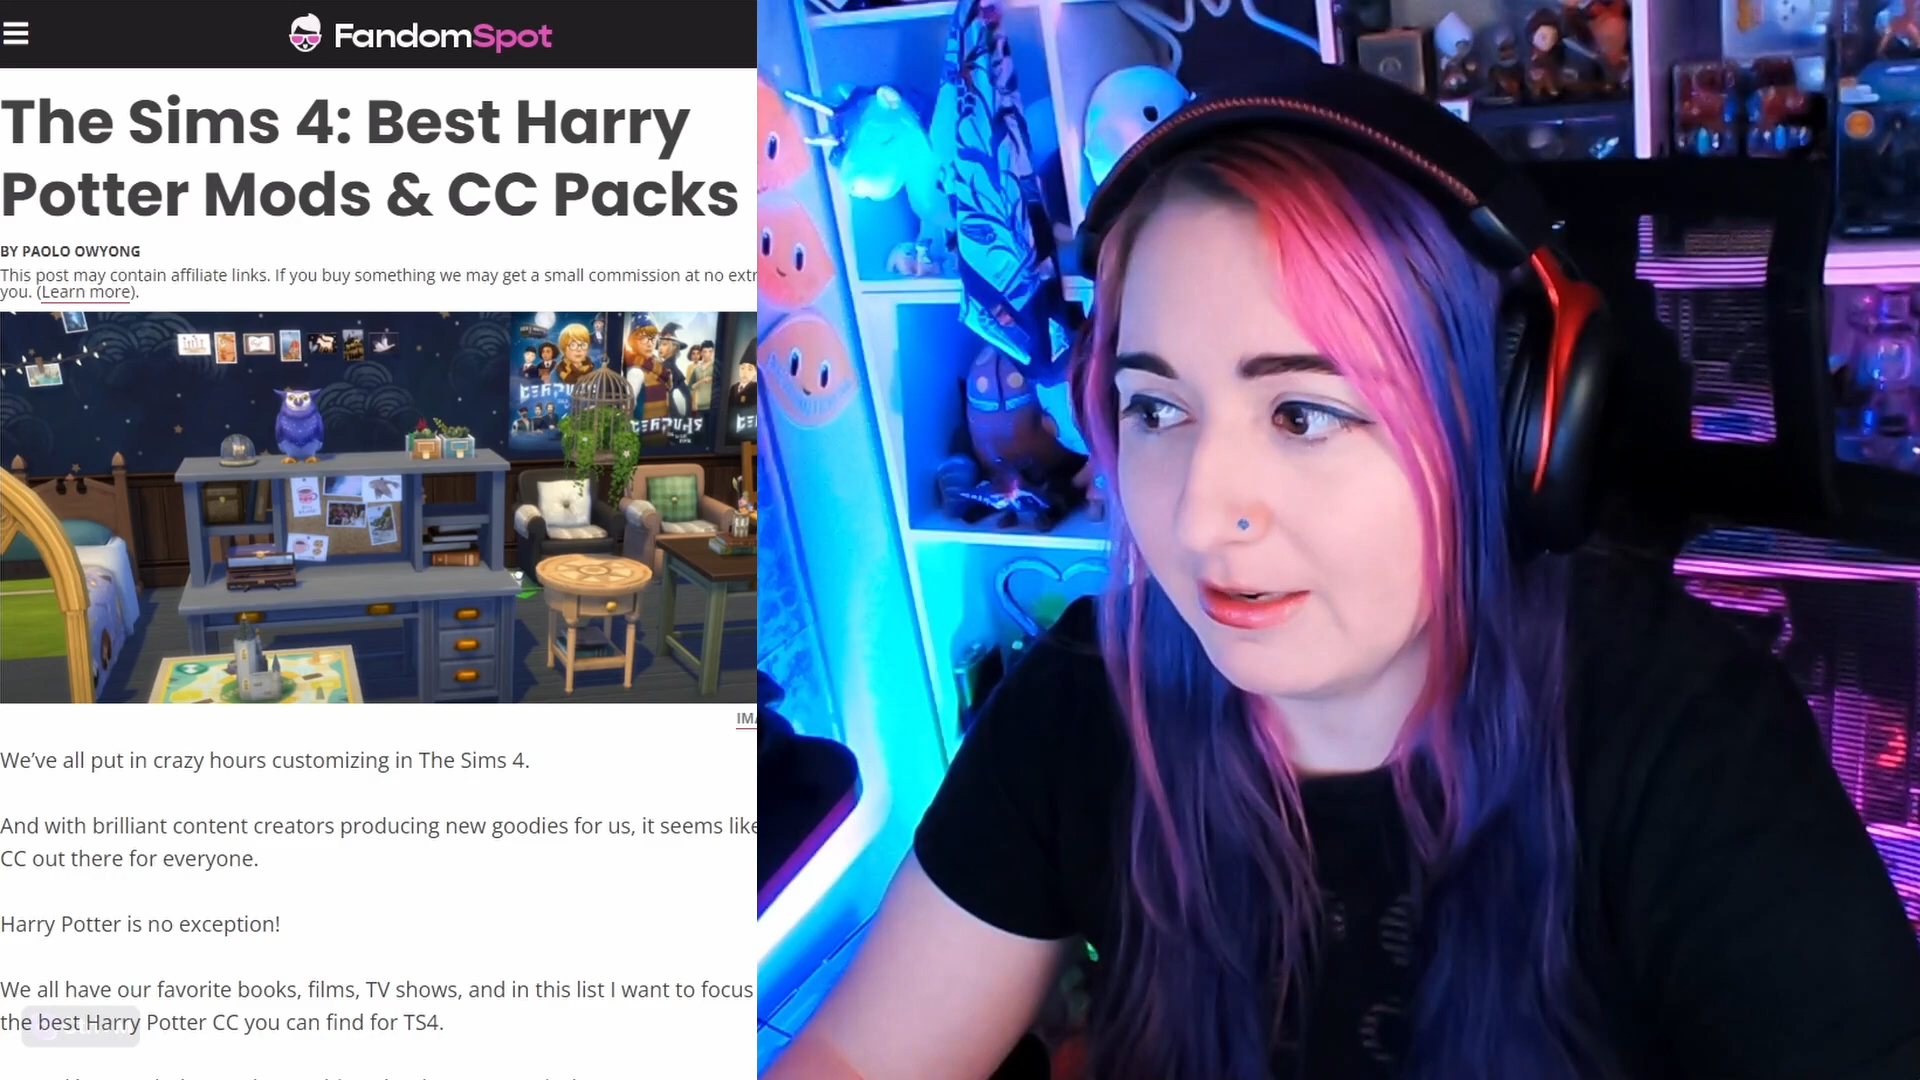 FandomSpot
The Sims 4: Best Harry
Potter Mods & CC Packs
BY PAOLO OWYONG
This post may contain affiliate links. If you buy something we may get a small commission at no extr
you. (Learn more).
We've all put in crazy hours customizing in The Sims 4.
And with brilliant content creators producing new goodies for us, it seems like
CC out there for everyone.
Harry Potter is no exception!
We all have our favorite books, films, TV shows, and in this list I want to focus
the best Harry Potter CC you can find for TS4.